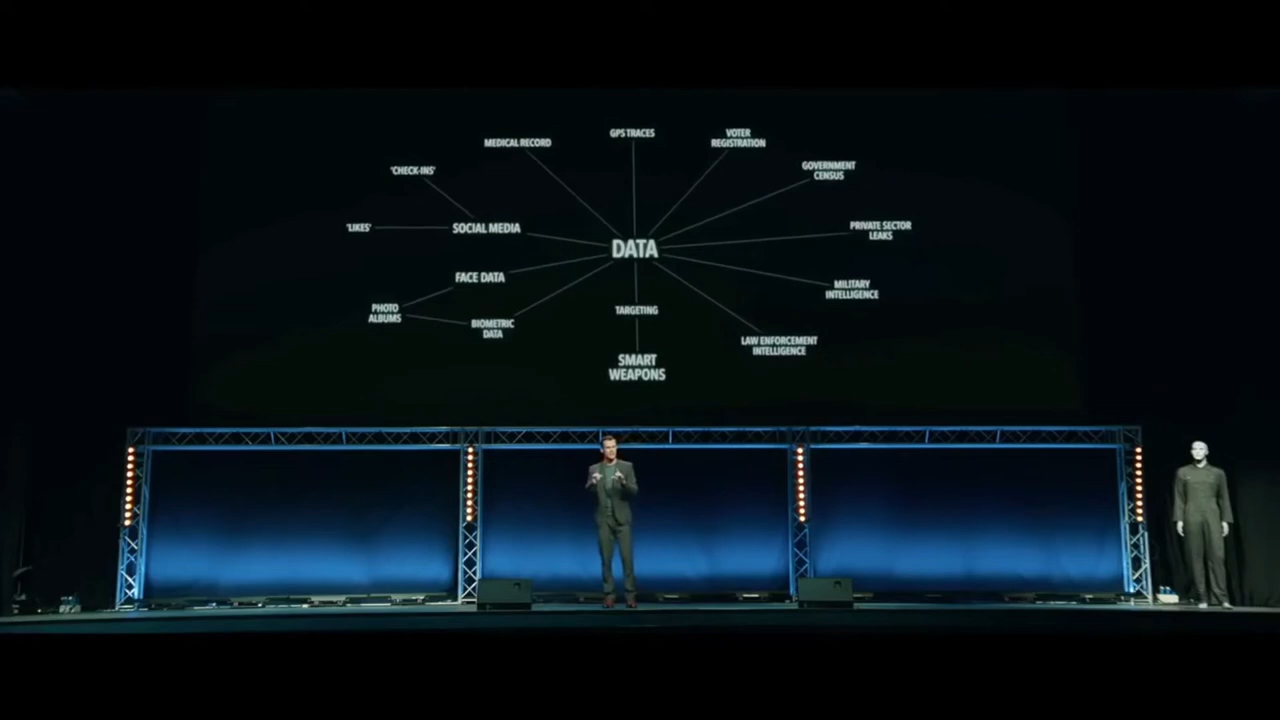 GPS TRACES
VOTER
REGISTRATION
MEDICAL RECORD
'CHECK-INS'
GOVERNMENT
CENSUS
'LIKES'
SOCIAL MEDIA
PRIVATE SECTOR
LEAKS
DATA
FACE DATA
MILITARY
INTELLIGENCE
PHOTO
ALBUMS
BIOMETRIC
DATA
TARGETING
LAW ENFORCEMENT
INTELLIGENCE
SMART
WEAPONS